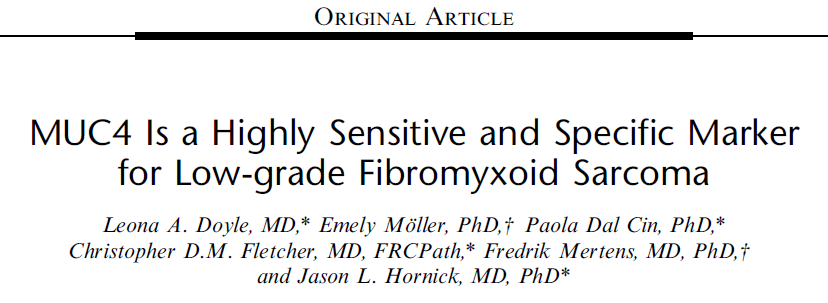 ORIGINAL ARTICLE
MUC4 Is a Highly Sensitive and Specific Marker
for Low-grade Fibromyxoid Sarcoma
Leona A. Doyle, MD,* Emely Möller, PhD,† Paola Dal Cin, PhD,*
Christopher D.M. Fletcher, MD, FRCPath,* Fredrik Mertens, MD, PhD,†
and Jason L. Hornick, MD, PhD*